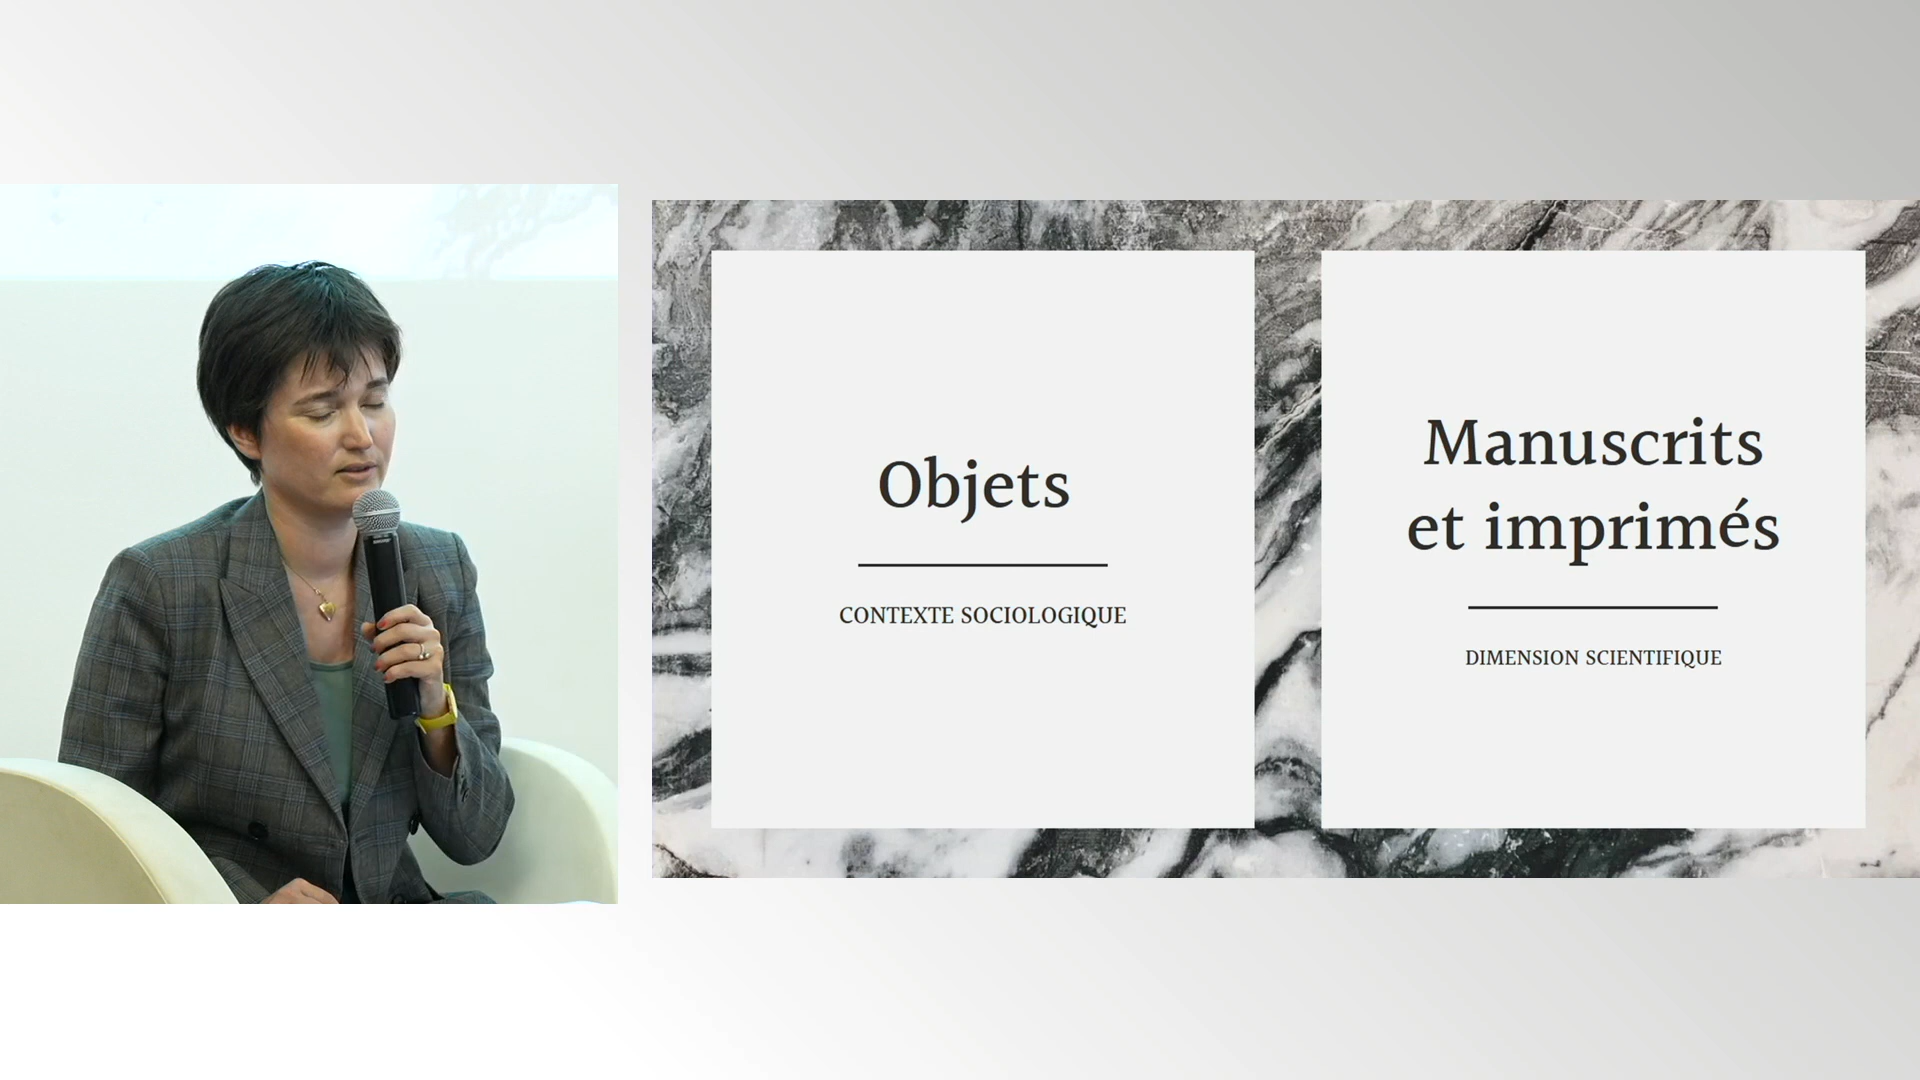 Objets
CONTEXTE SOCIOLOGIQUE
Manuscrits
et imprimés
DIMENSION SCIENTIFIQUE